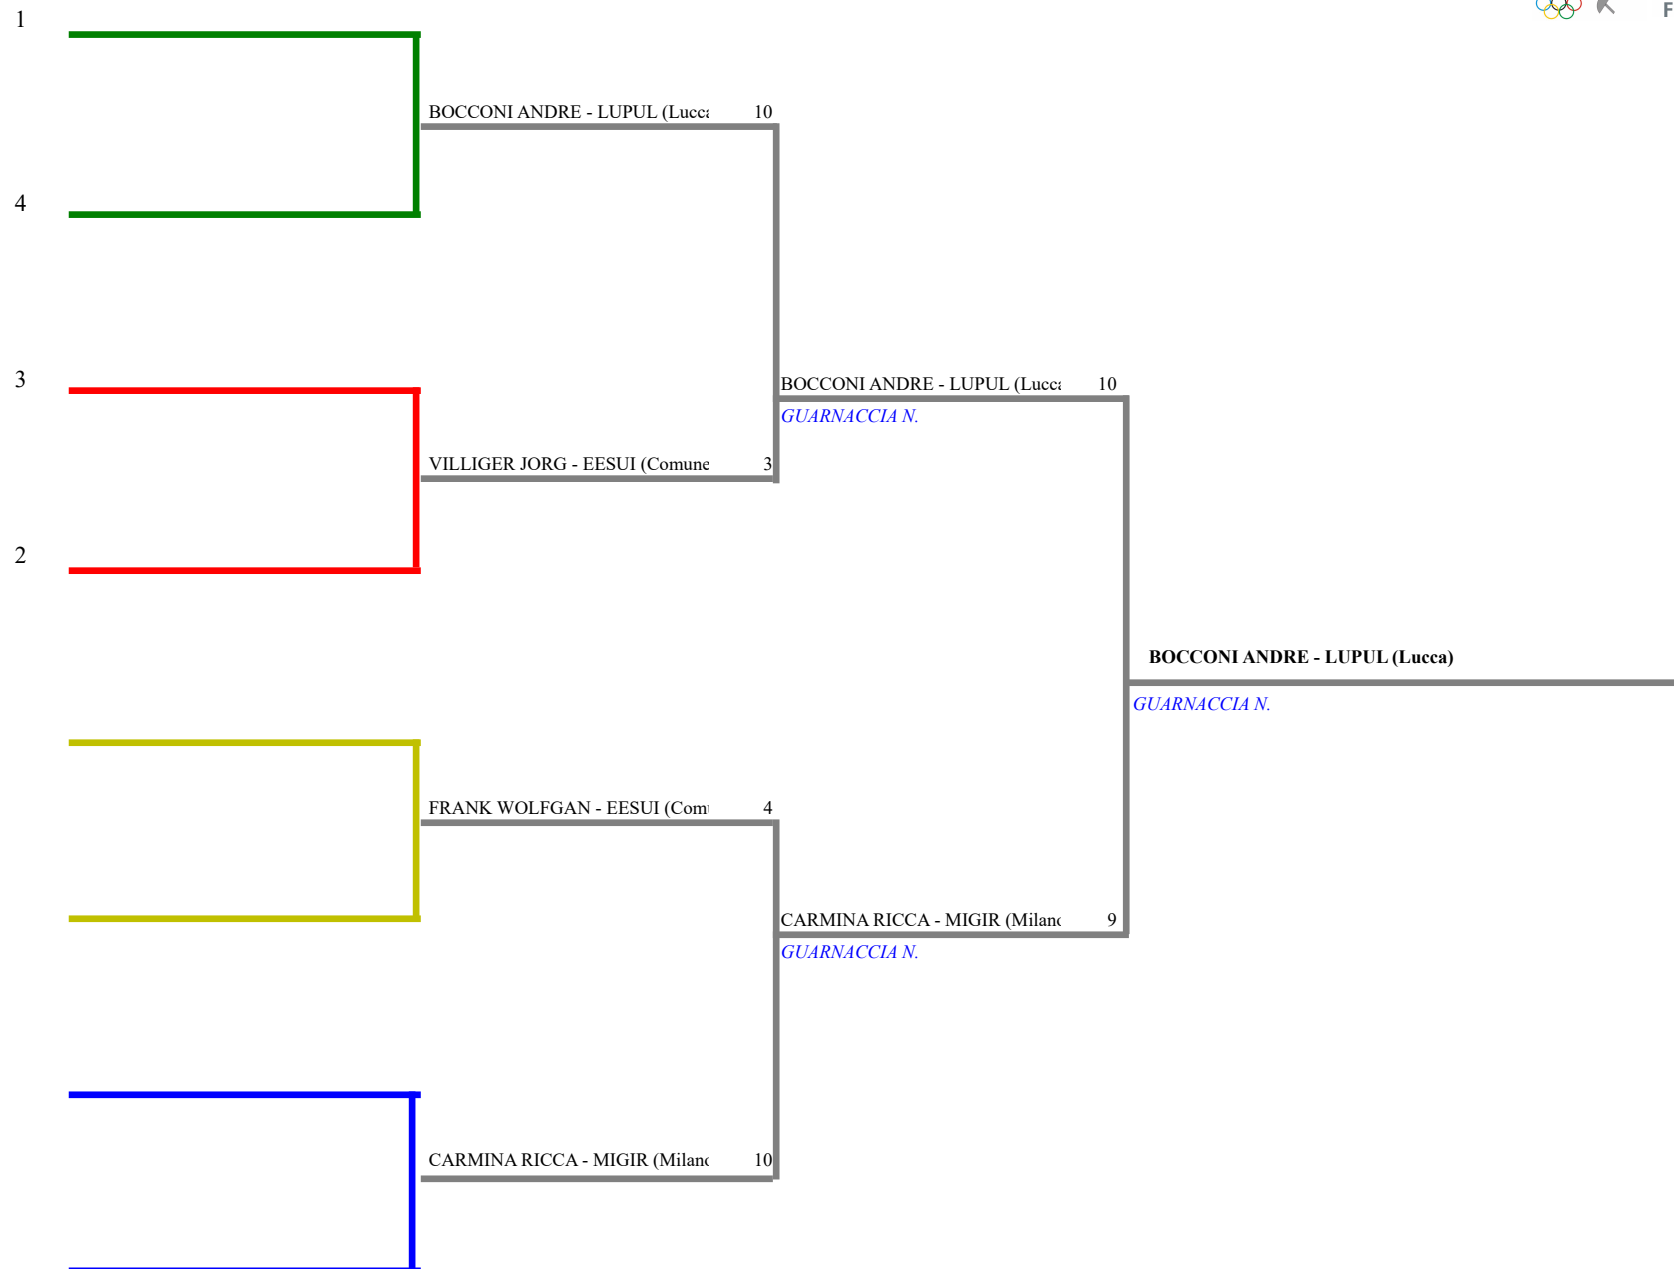 1
F
BOCCONI ANDRE - LUPUL (Lucca 10
4
3
BOCCONI ANDRE - LUPUL (Lucca 10
GUARNACCIA N.
VILLIGER JORG - EESUI (Comune 3
2
BOCCONI ANDRE - LUPUL (Lucca)
GUARNACCIA N.
FRANK WOLFGAN - EESUI (Com 4
CARMINA RICCA - MIGIR (Milano 9
GUARNACCIA N.
CARMINA RICCA - MIGIR (Milano 10